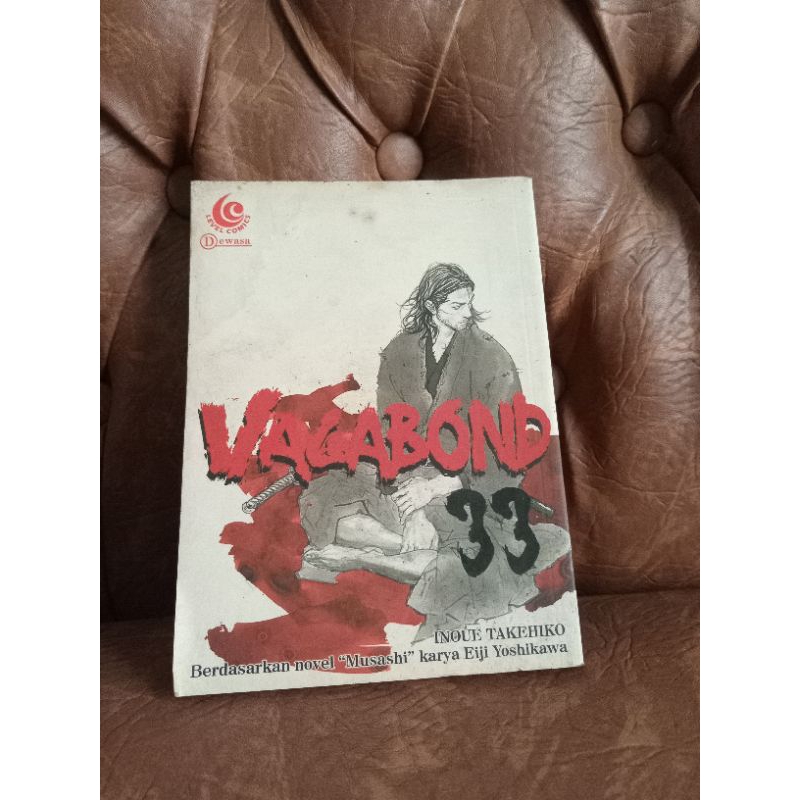 LEVEL COMICS
Dewasa
VAGABOND
33
INOUE TAKEHIKO
Berdasarkan novel “Musashi” karya Eiji Yoshikawa